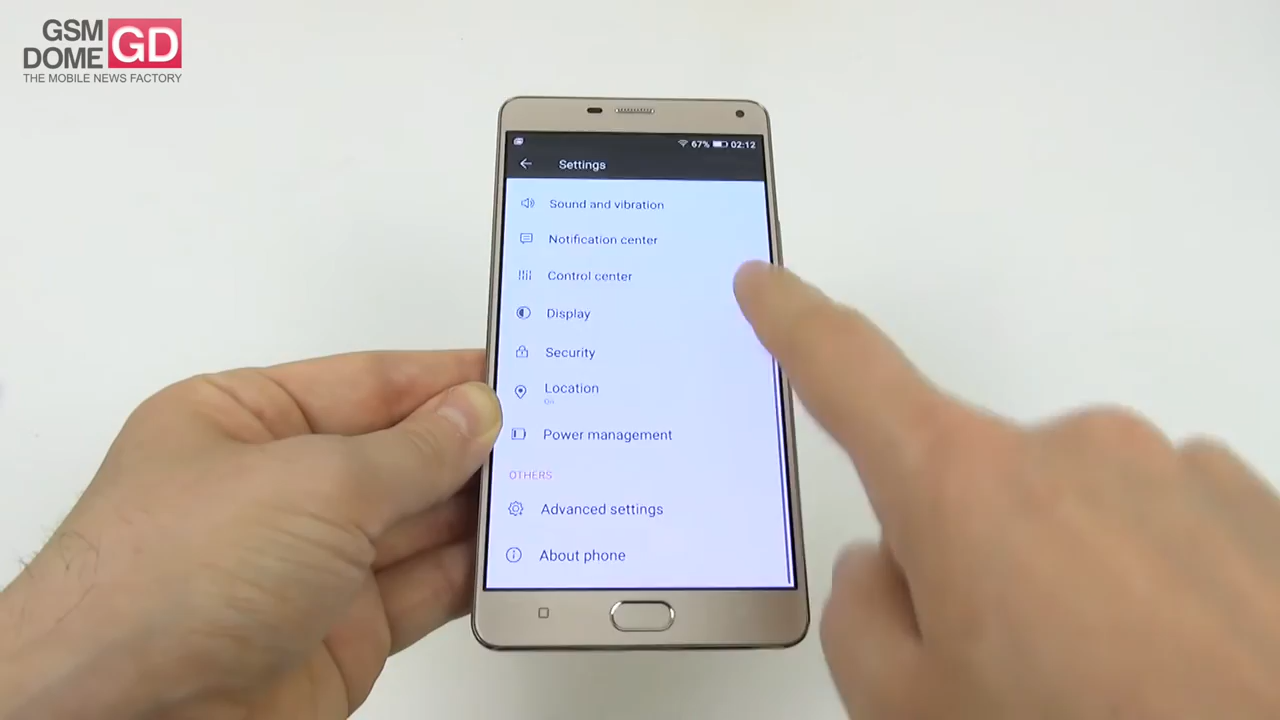 GSM
DOME
GD
THE MOBILE NEWS FACTORY
67% 02:12
Settings
Sound and vibration
Notification center
Control center
Display
Security
Location
On
Power management
OTHERS
Advanced settings
About phone